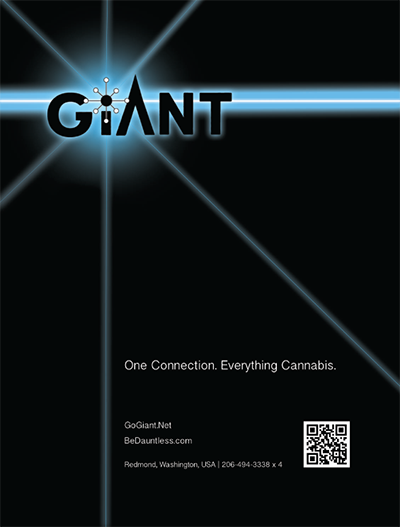 GiANT
One Connection. Everything Cannabis.
GoGiant.Net
BeDauntless.com
Redmond, Washington, USA | 206-494-3338 x 4